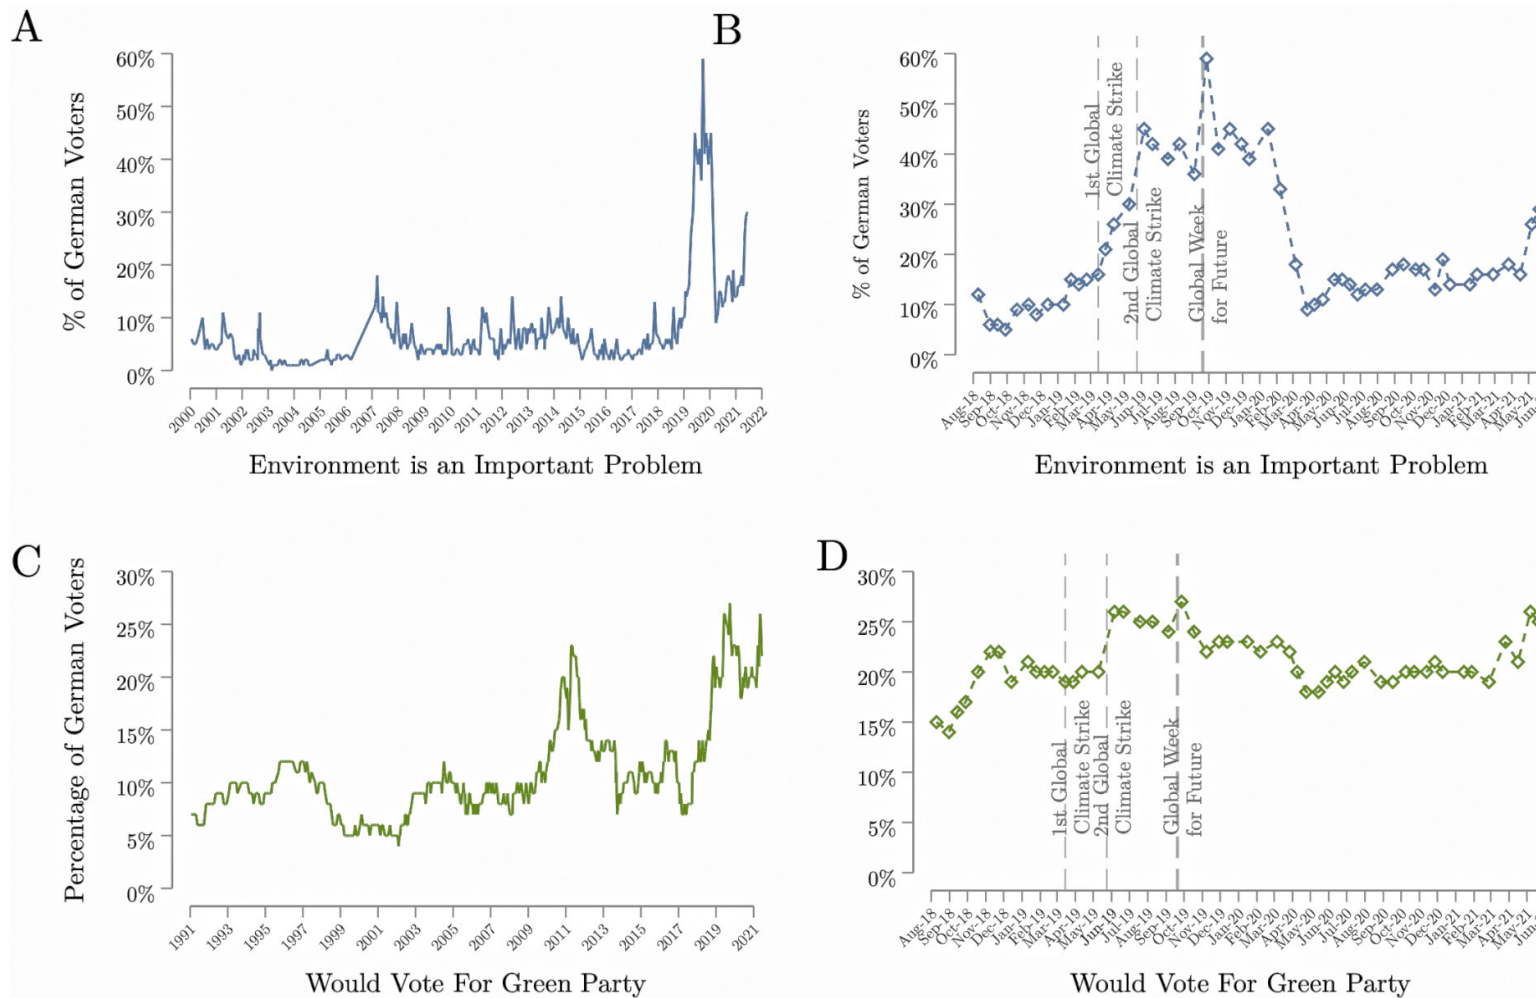 A
60%
50%
40%
30%
20%
10%
0%
% of German Voters
2000
2001
2002
2003
2004
2005
2006
2007
2008
2009
2010
2011
2012
2013
2014
2015
2016
2017
2018
2019
2020
2021
2022
Environment is an Important Problem
B
60%
50%
40%
30%
20%
10%
0%
% of German Voters
1st Global
Climate Strike
2nd Global
Climate Strike
Global Week
for Future
Aug-18
Sep-18
Oct-18
Nov-18
Dec-18
Jan-19
Feb-19
Mar-19
Apr-19
May-19
Jun-19
Jul-19
Aug-19
Sep-19
Oct-19
Nov-19
Dec-19
Jan-20
Feb-20
Mar-20
Apr-20
May-20
Jun-20
Jul-20
Aug-20
Sep-20
Oct-20
Nov-20
Dec-20
Jan-21
Feb-21
Mar-21
Apr-21
May-21
Environment is an Important Problem
C
30%
25%
20%
15%
10%
5%
0%
Percentage of German Voters
1991
1993
1995
1997
1999
2001
2003
2005
2007
2009
2011
2013
2015
2017
2019
2021
Would Vote For Green Party
D
30%
25%
20%
15%
10%
5%
0%
1st Global
Climate Strike
2nd Global
Climate Strike
Global Week
for Future
Aug-18
Sep-18
Oct-18
Nov-18
Dec-18
Jan-19
Feb-19
Mar-19
Apr-19
May-19
Jun-19
Jul-19
Aug-19
Sep-19
Oct-19
Nov-19
Dec-19
Jan-20
Feb-20
Mar-20
Apr-20
May-20
Jun-20
Jul-20
Aug-20
Sep-20
Oct-20
Nov-20
Dec-20
Jan-21
Feb-21
Mar-21
Apr-21
May-21
Would Vote For Green Party